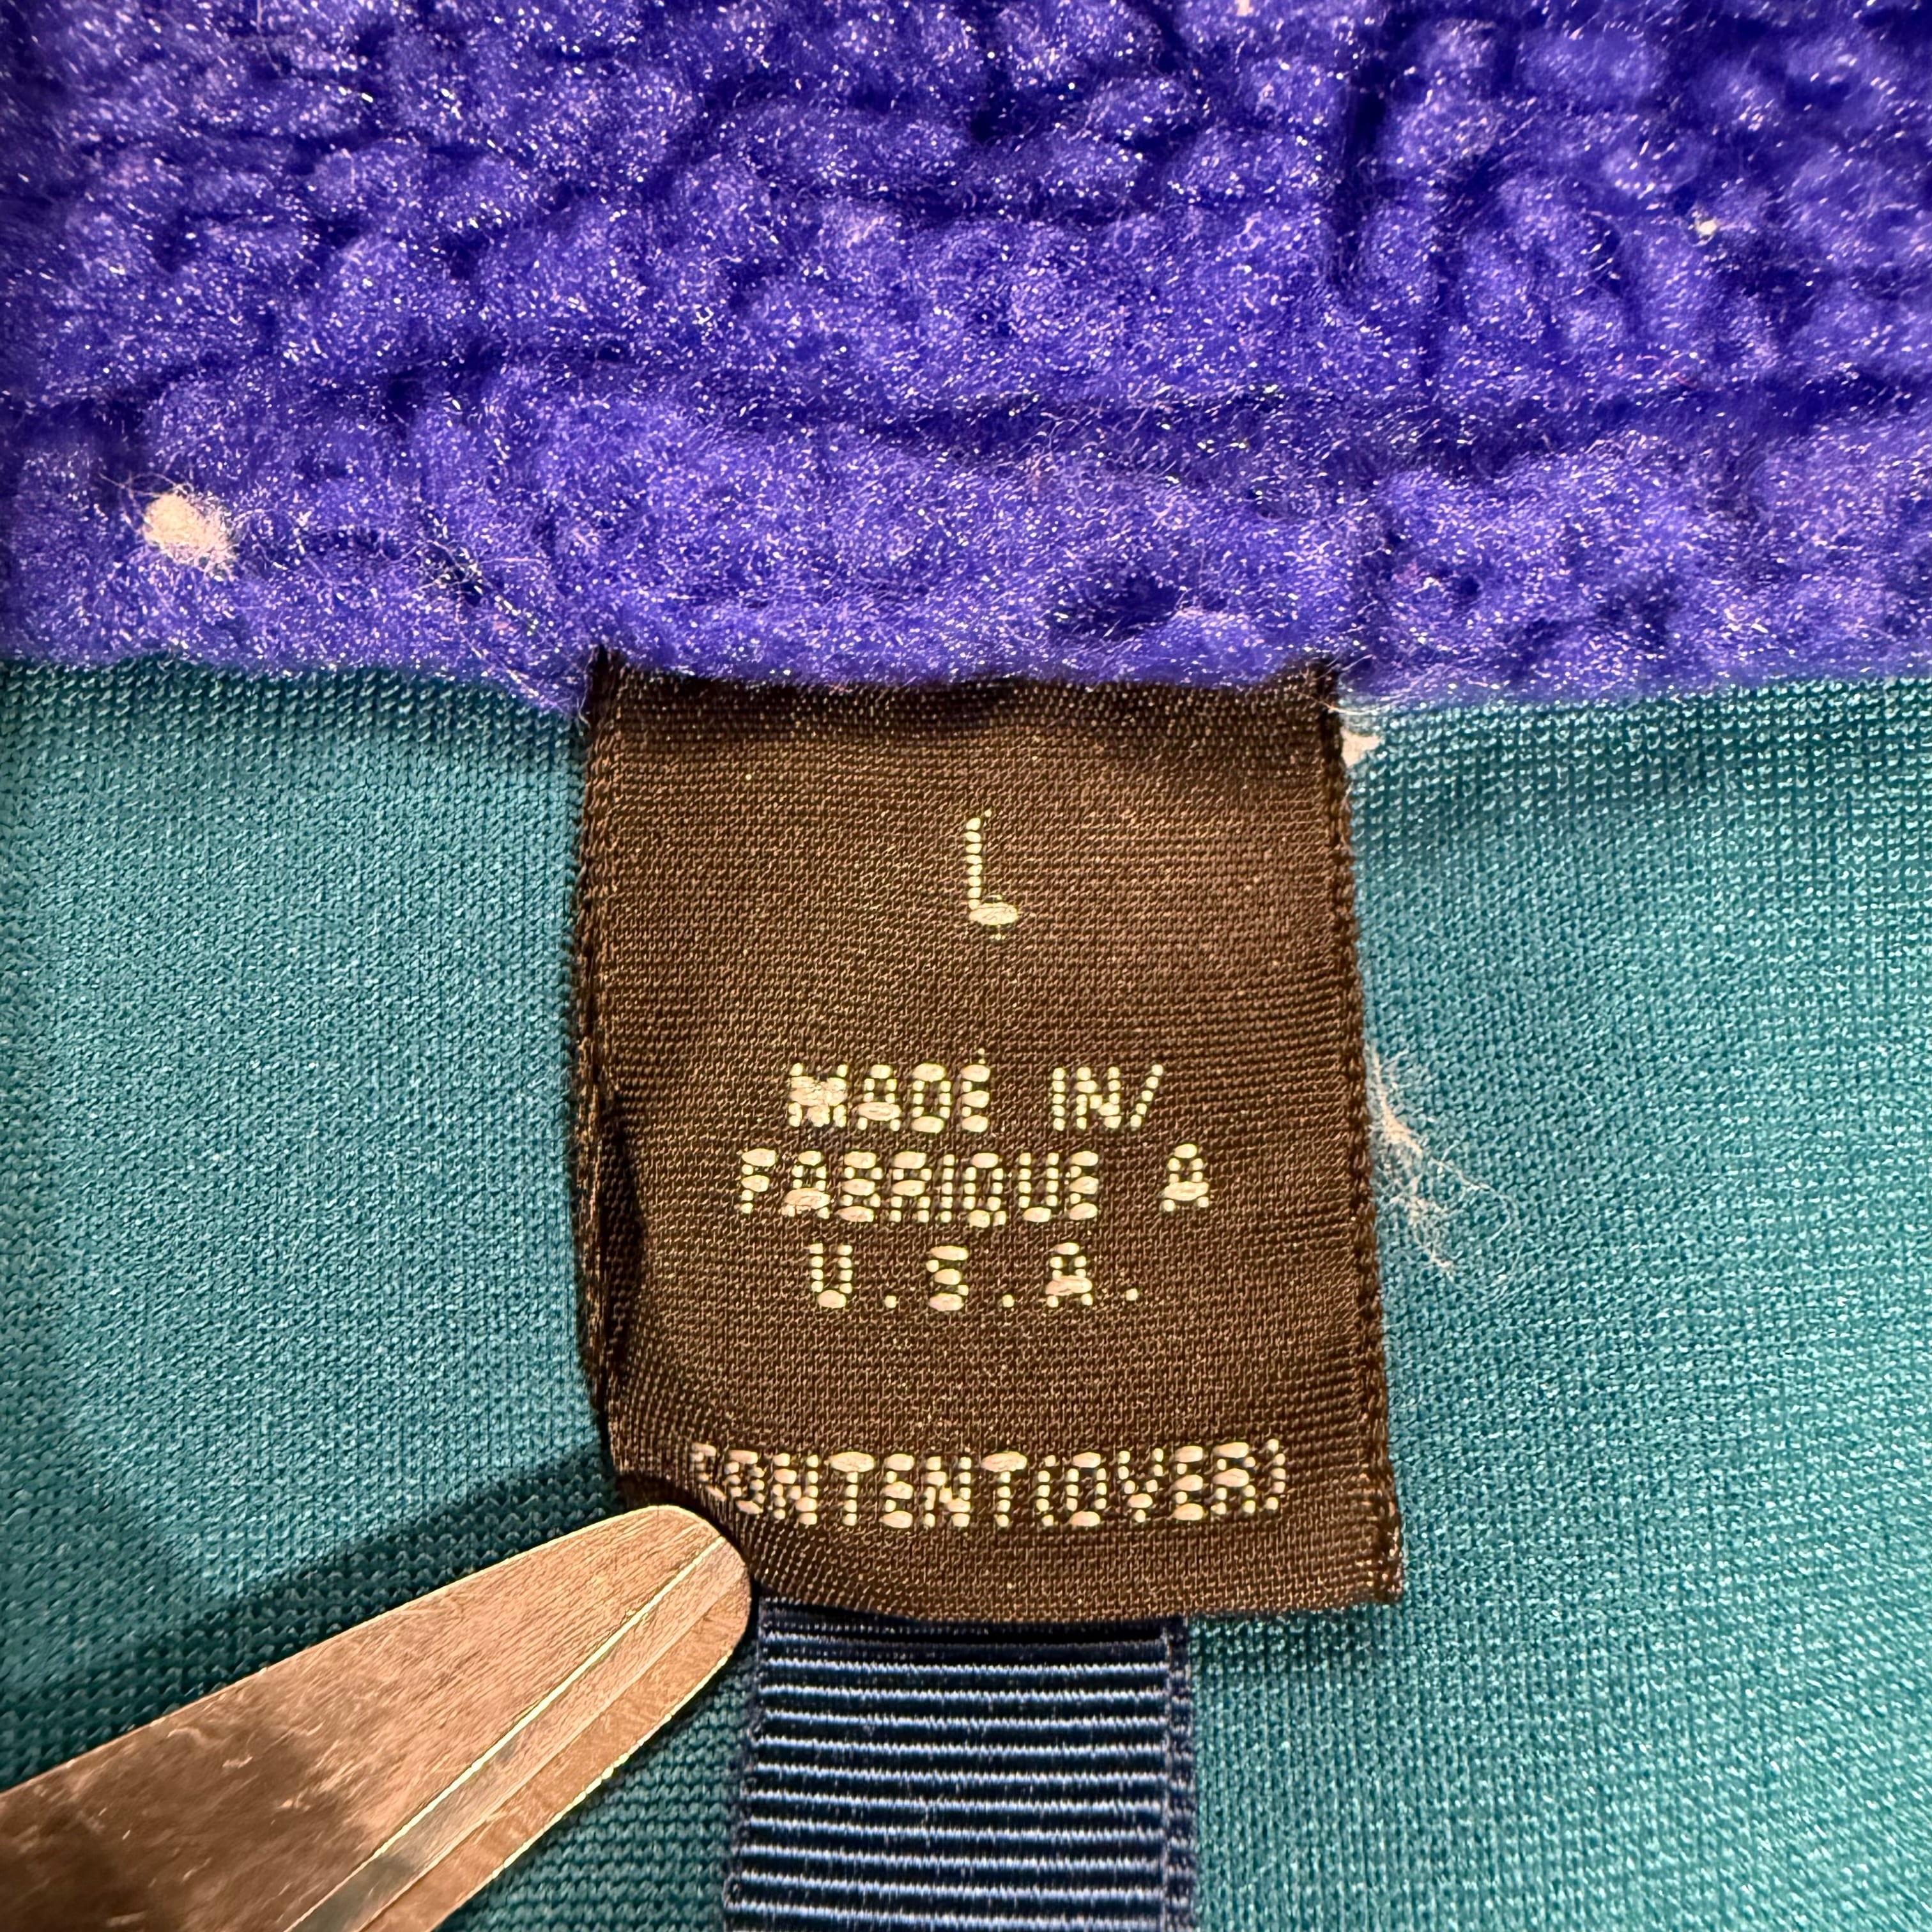 L
MADE IN/
FABRIQUE A
U.S.A.
CONTENT(OVER)